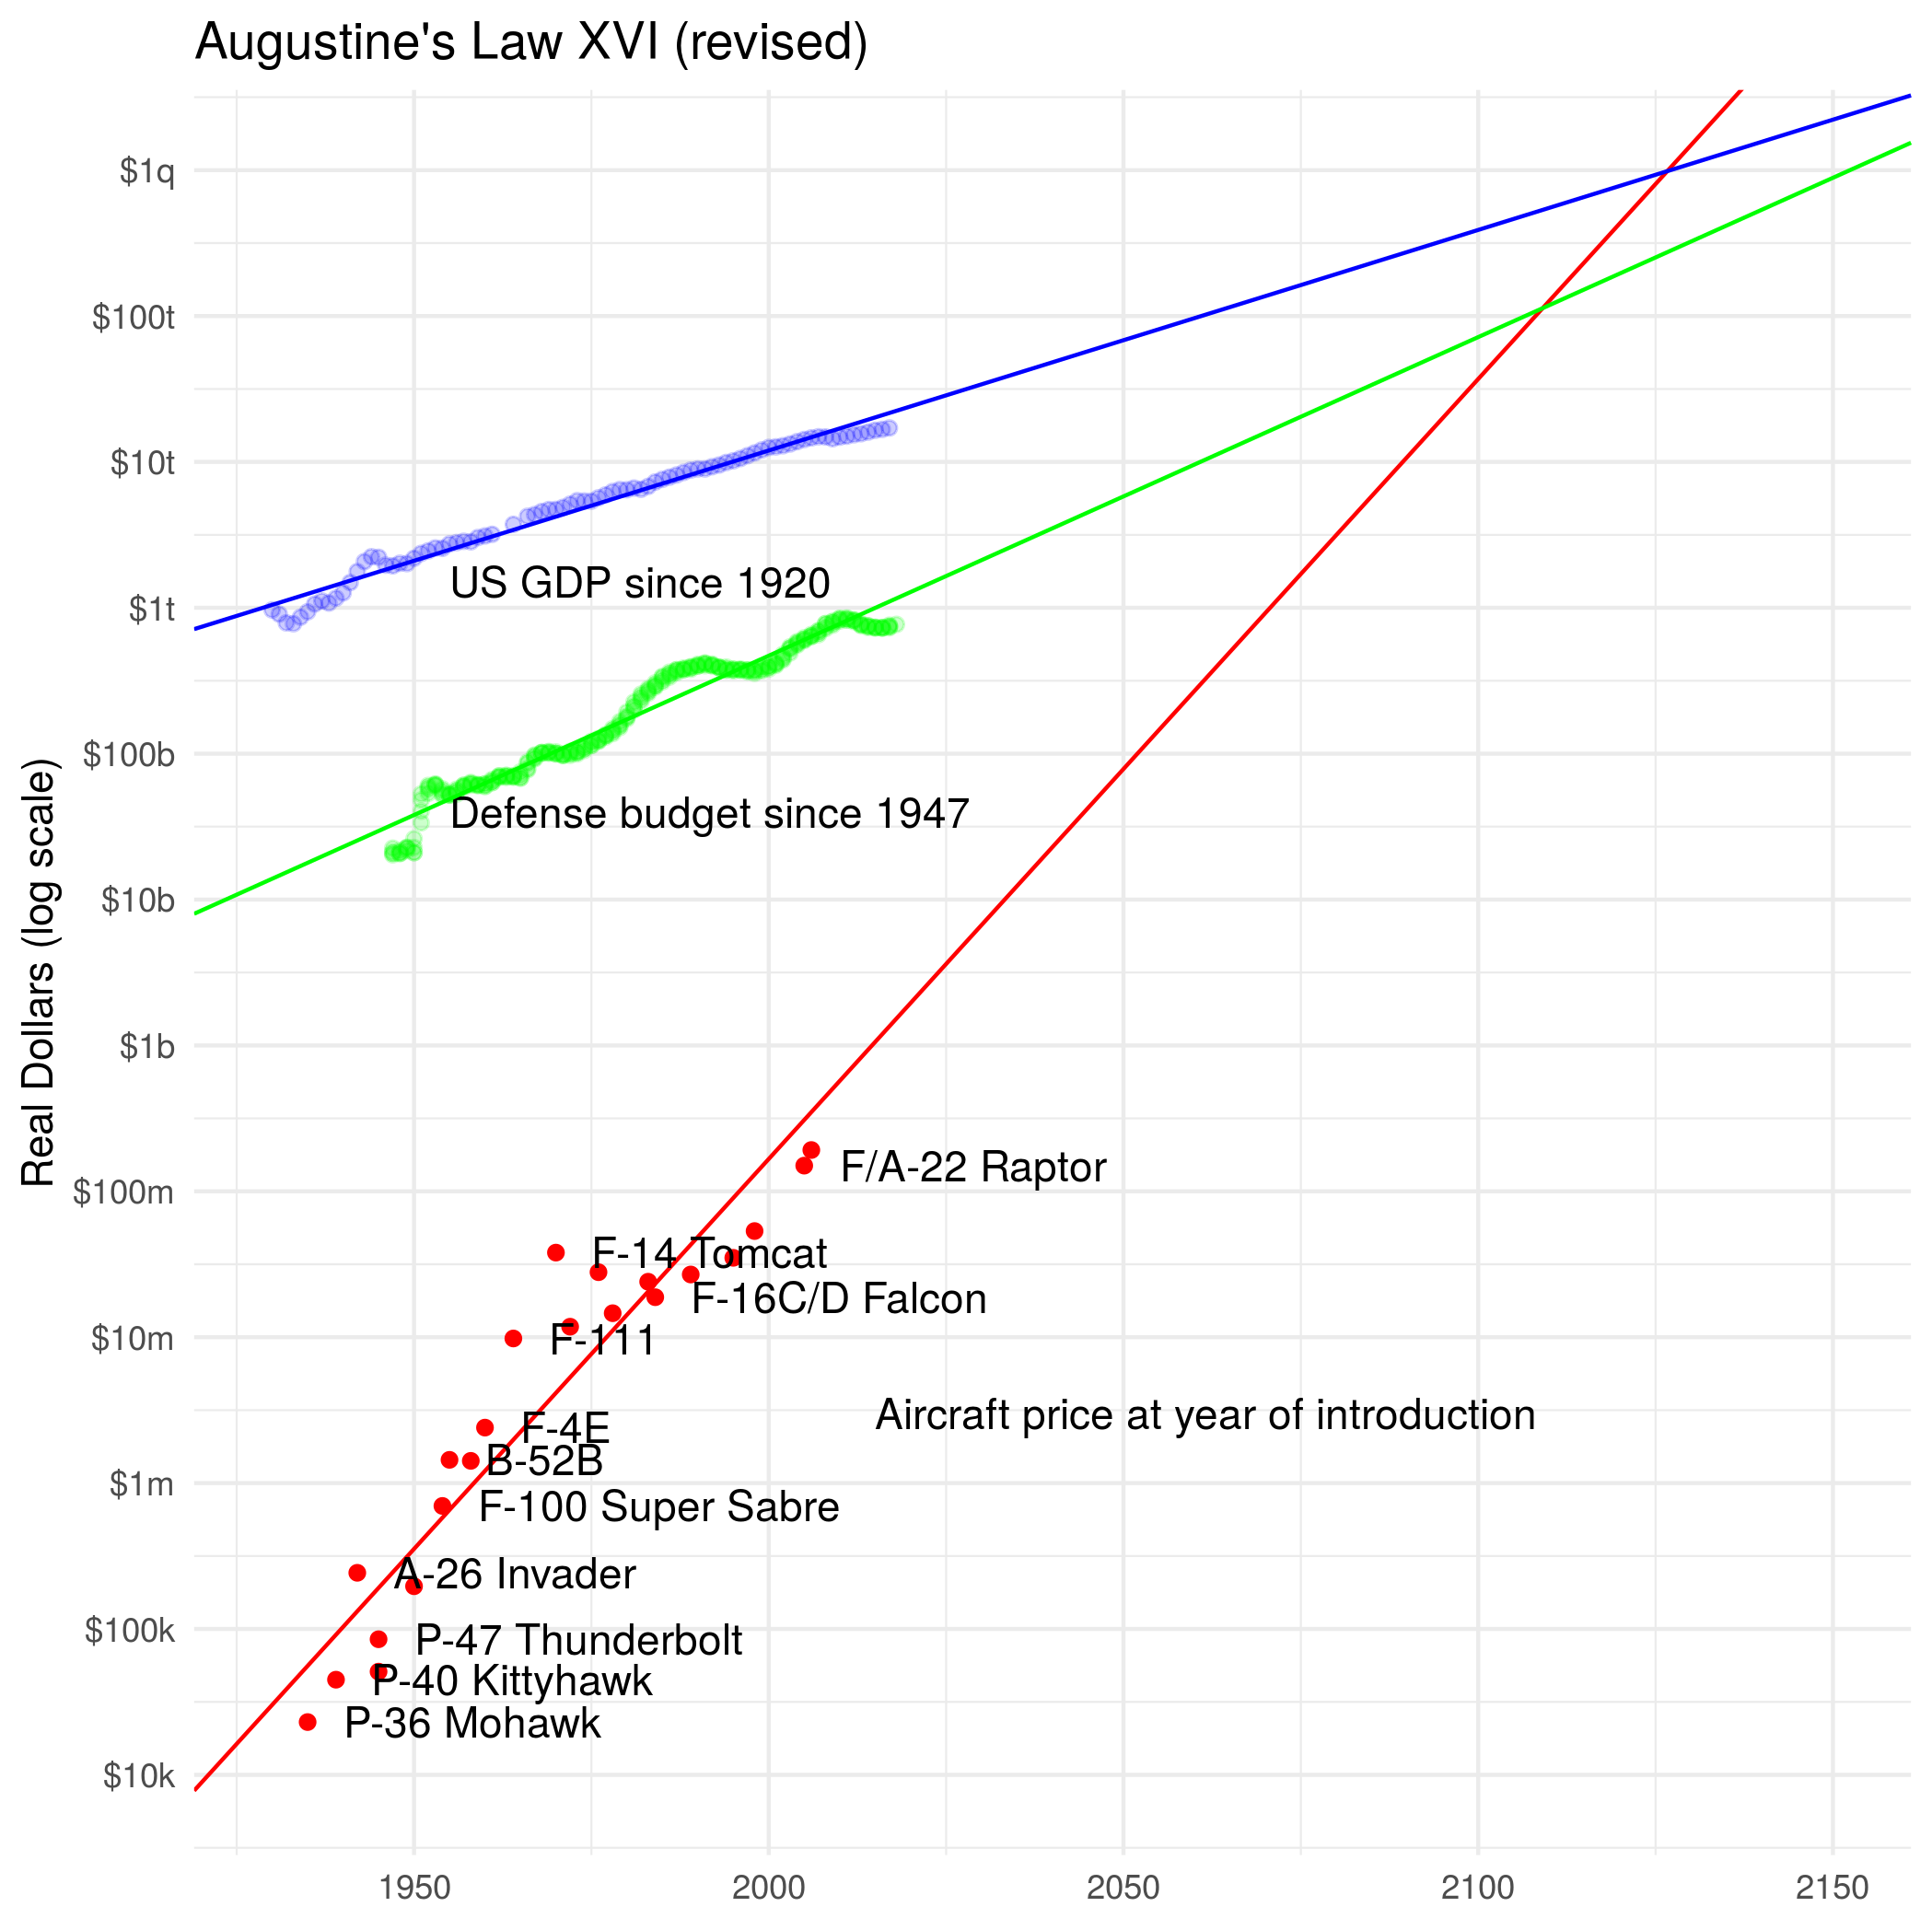 Augustine's Law XVI (revised)
Real Dollars (log scale)
$1q
$100t
$10t
$1t
$100b
$10b
$1b
$100m
$10m
$1m
$100k
$10k
US GDP since 1920
Defense budget since 1947
F/A-22 Raptor
F-14 Tomcat
F-16C/D Falcon
F-111
Aircraft price at year of introduction
F-4E
B-52B
F-100 Super Sabre
A-26 Invader
P-47 Thunderbolt
P-40 Kittyhawk
P-36 Mohawk
1950
2000
2050
2100
2150